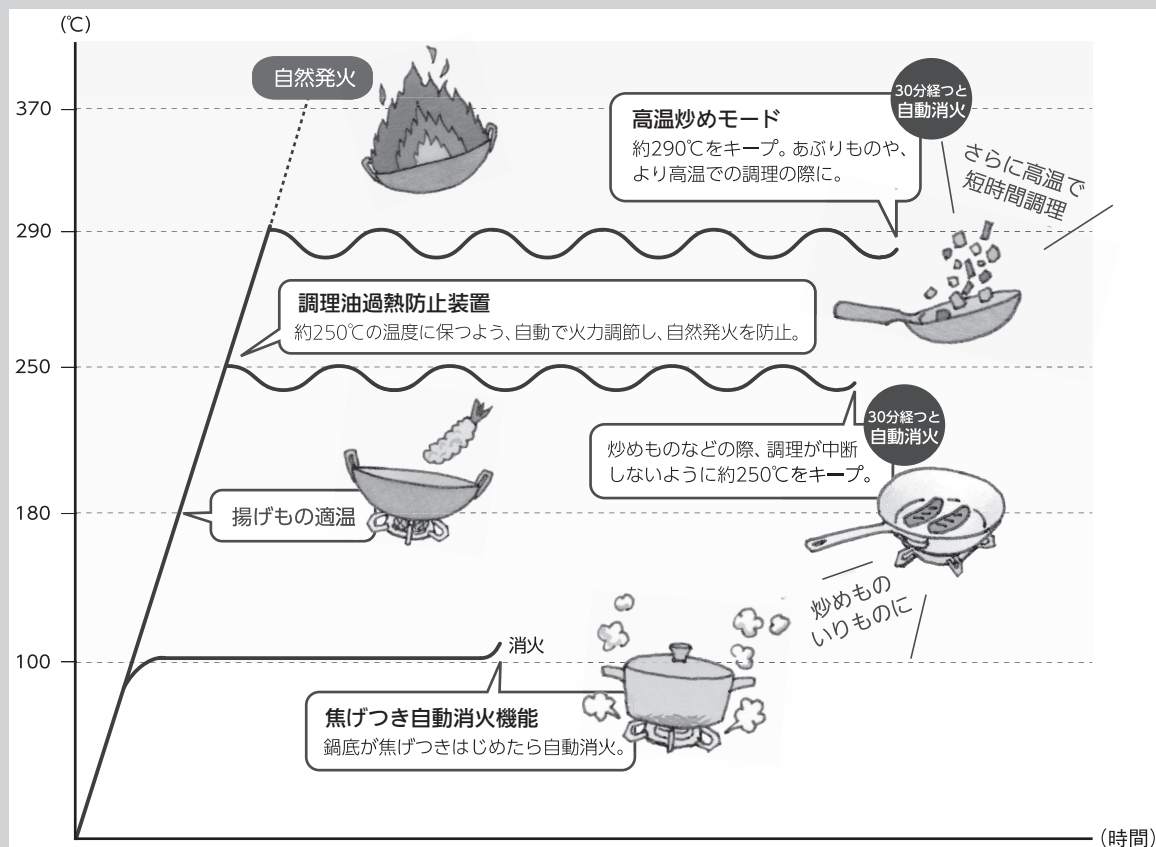 (℃)
自然発火
370
30分経つと
自動消火
高温炒めモード
約290℃をキープ。あぶりものや、
より高温での調理の際に。
さらに高温で
短時間調理
290
調理油過熱防止装置
約250℃の温度に保つよう、自動で火力調節し、自然発火を防止。
250
30分経つと
自動消火
炒めものなどの際、調理が中断
しないように約250℃をキープ。
180
揚げもの適温
炒めもの
いりものに
消火
100
焦げつき自動消火機能
鍋底が焦げつきはじめたら自動消火。
(時間)